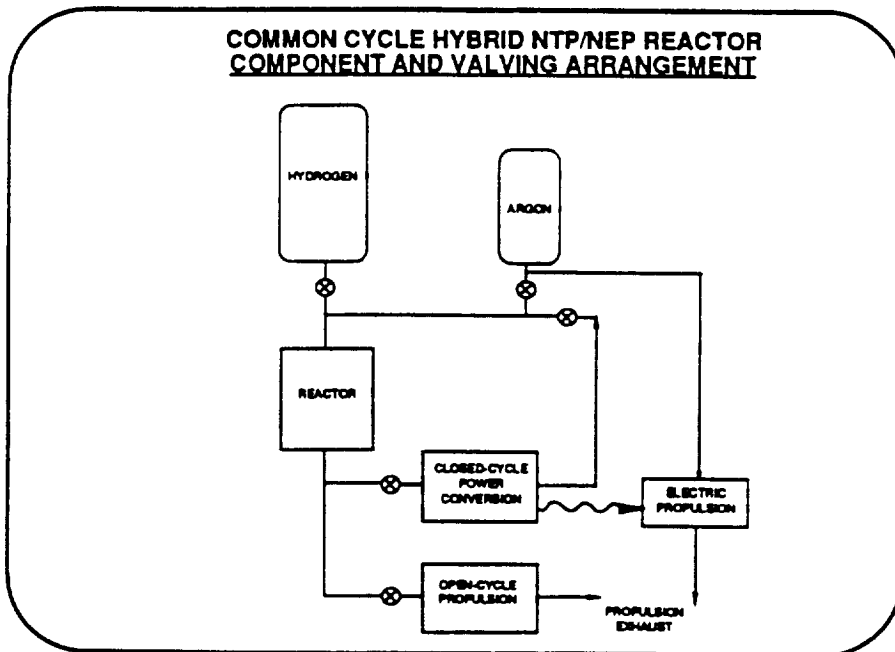 COMMON CYCLE HYBRID NTP/NEP REACTOR
COMPONENT AND VALVING ARRANGEMENT
HYDROGEN
ARGON
REACTOR
CLOSED-CYCLE
POWER
CONVERSION
ELECTRIC
PROPULSION
OPEN-CYCLE
PROPULSION
PROPULSION
EXHAUST